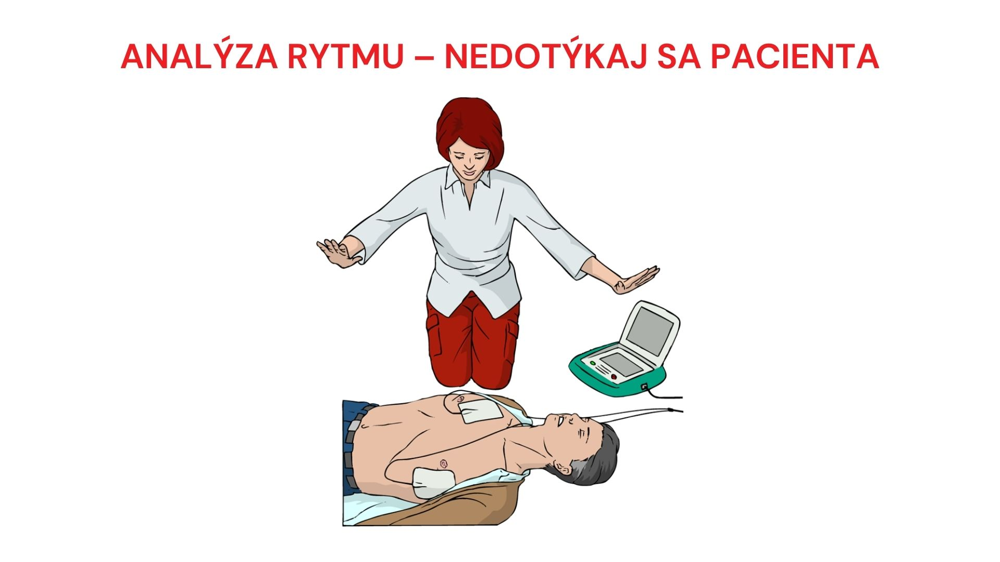 ANALÝZA RYTMU – NEDOTÝKAJ SA PACIENTA